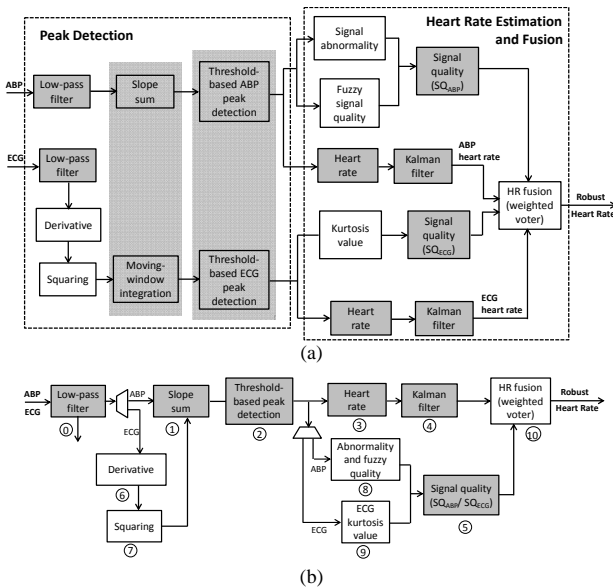 Peak Detection
Heart Rate Estimation
and Fusion
ABP
Low-pass
filter
Slope
sum
Threshold-
based ABP
peak
detection
Signal
abnormality
Fuzzy
signal
quality
Signal
quality
(SQABP)
ECG
Low-pass
filter
Heart
rate
Kalman
filter
ABP
heart rate
Derivative
Kurtosis
value
Signal
quality
(SQECG)
HR fusion
(weighted
voter)
Robust
Heart Rate
Squaring
Moving-
window
integration
Threshold-
based ECG
peak
detection
Heart
rate
Kalman
filter
ECG
heart rate
(a)
ABP
ECG
Low-pass
filter
0
ABP
ECG
Slope
sum
1
Threshold-
based peak
detection
2
Heart
rate
3
Kalman
filter
4
HR fusion
(weighted
voter)
10
Robust
Heart Rate
Derivative
6
Squaring
7
ABP
Abnormality
and fuzzy
quality
8
ECG
ECG
kurtosis
value
9
Signal quality
(SQABP/ SQECG)
5
(b)